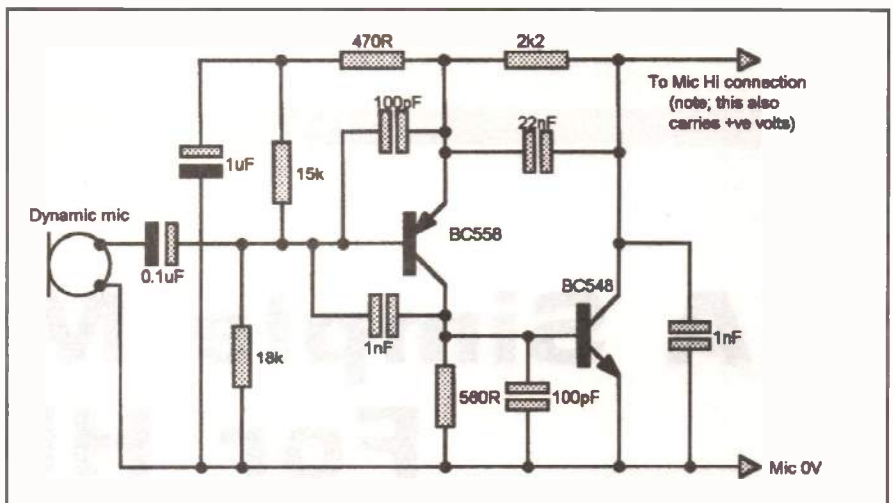 470R
2k2
To Mic Hi connection
(note; this also
carries +ve volts)
100pF
22nF
1uF
15k
Dynamic mic
BC558
0.1uF
BC548
1nF
1nF
18k
560R
100pF
Mic 0V